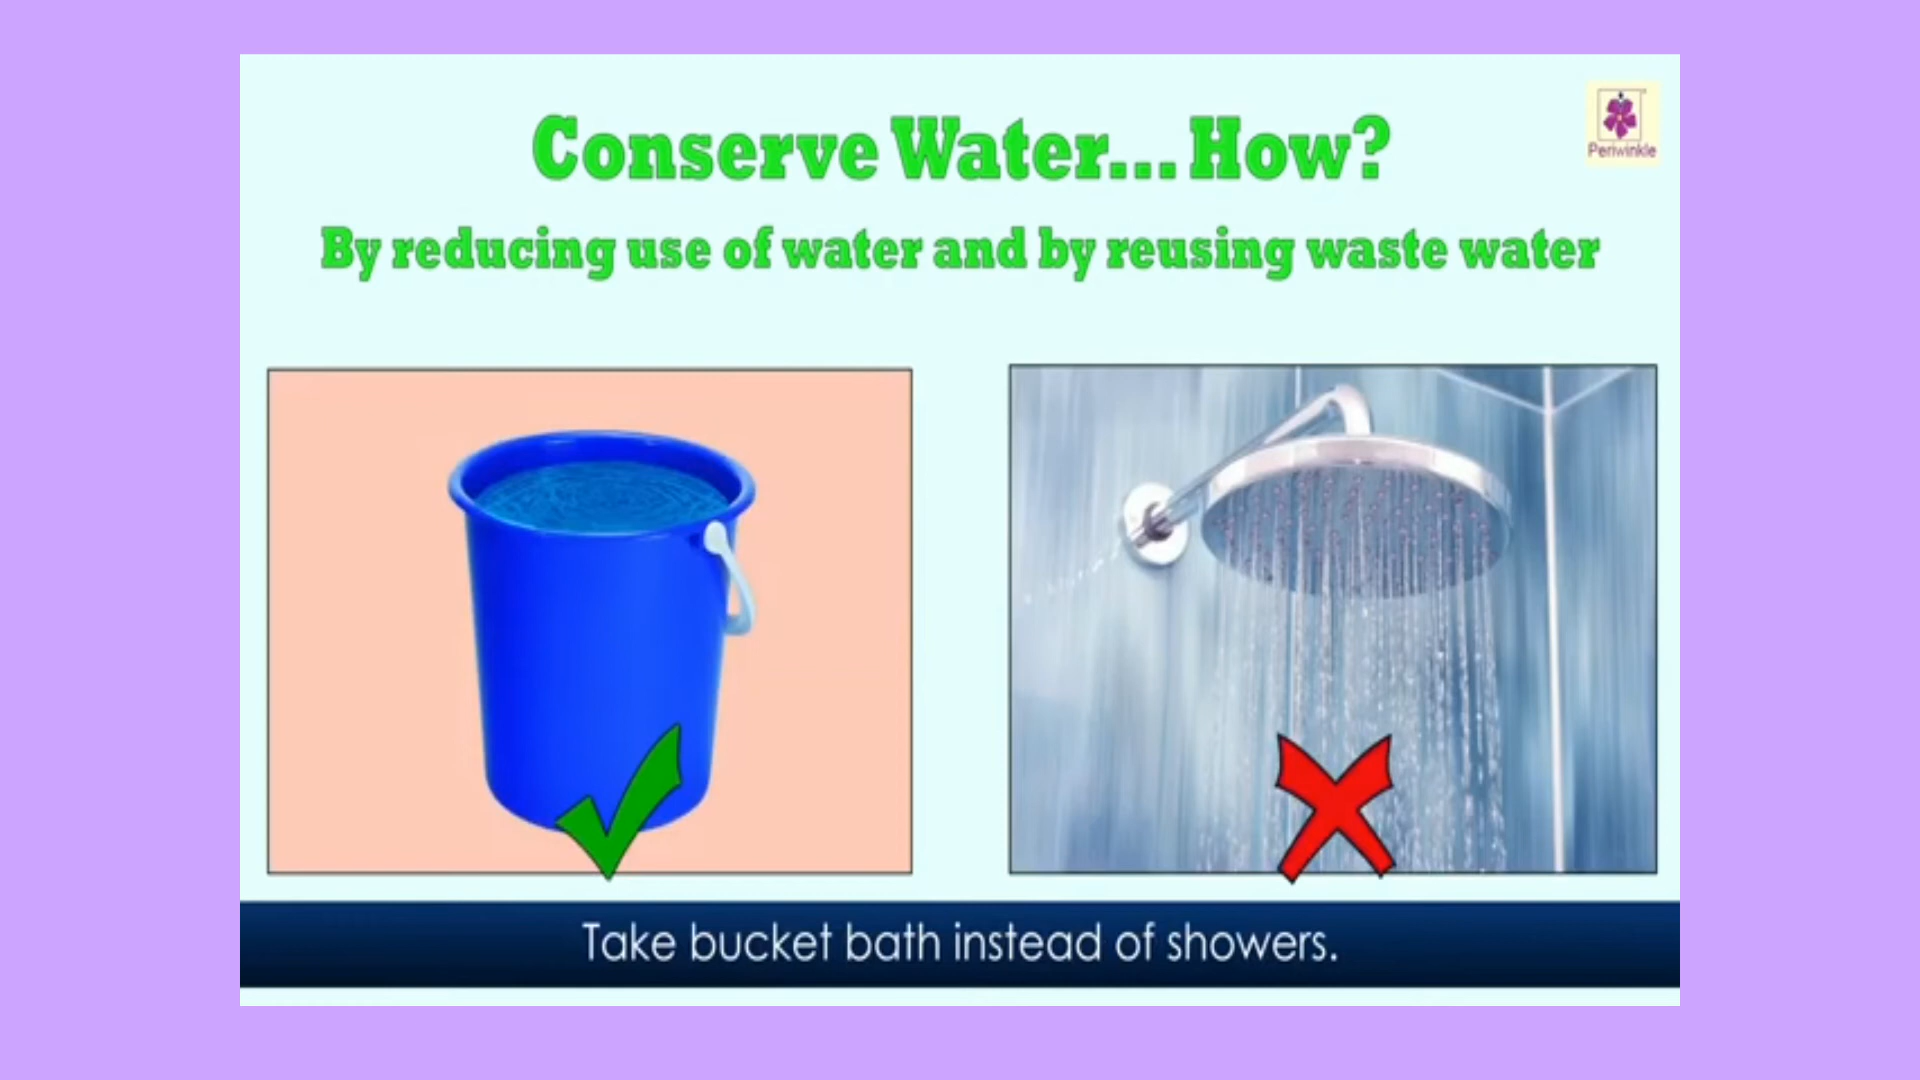 Conserve Water... How?
Periwinkle
By reducing use of water and by reusing waste water
Take bucket bath instead of showers.